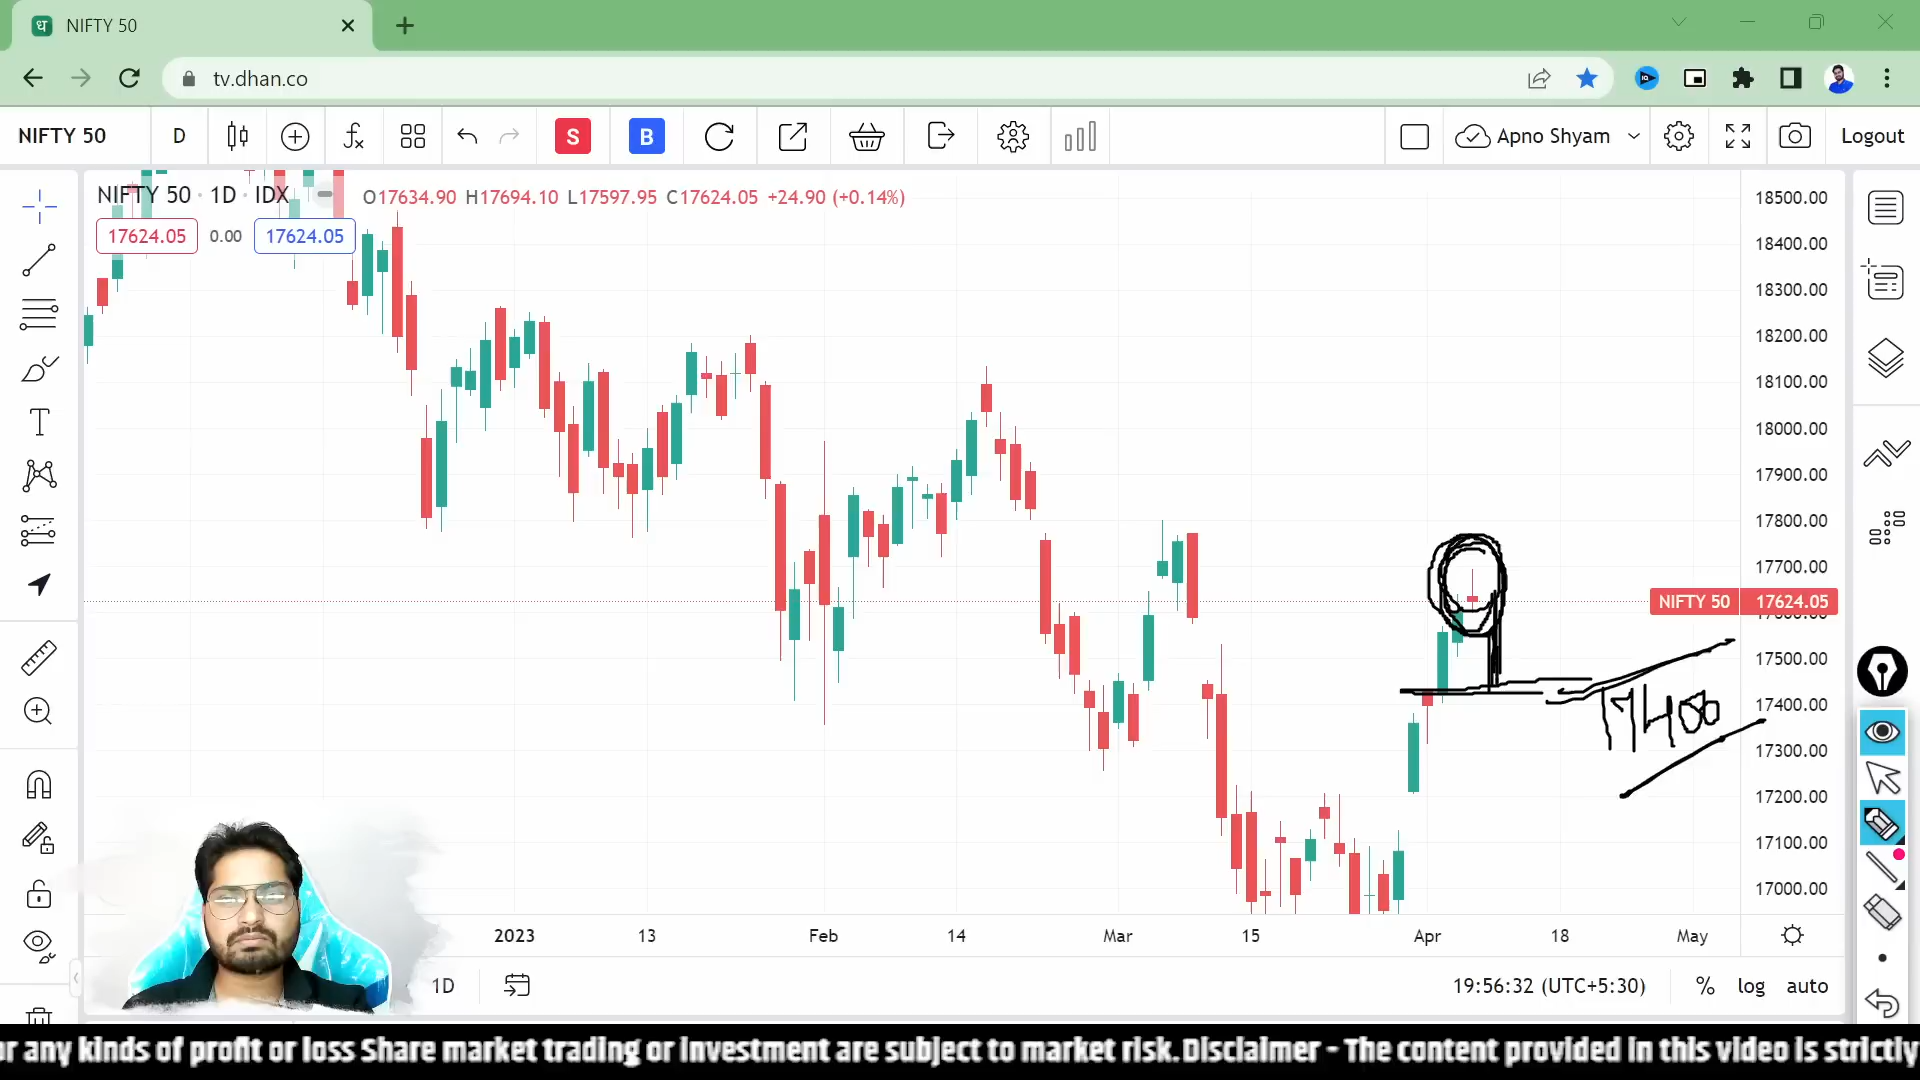 ध NIFTY 50
tv.dhan.co
NIFTY 50 D S B Apno Shyam Logout
NIFTY 50 · 1D · IDX O17634.90 H17694.10 L17597.95 C17624.05 +24.90 (+0.14%)
17624.05 0.00 17624.05
18500.00
18400.00
18300.00
18200.00
18100.00
18000.00
17900.00
17800.00
17700.00
NIFTY 50 17624.05
17600.00
17500.00
17400.00
17300.00
17200.00
17100.00
17000.00
2023 13 Feb 14 Mar 15 Apr 18 May
1D 19:56:32 (UTC+5:30) % log auto
or any kinds of profit or loss Share market trading or investment are subject to market risk.Disclaimer - The content provided in this video is strictly